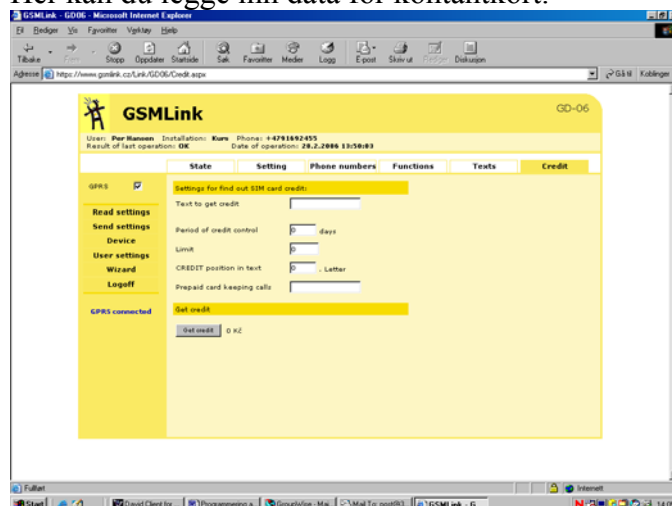 Her kan du legge inn data for kontantkort.
GSMLink - GD06 - Microsoft Internet Explorer
Fil Rediger Vis Favoritter Verktøy Hjelp
Tilbake Frem Stopp Oppdater Startside Søk Favoritter Medier Logg E-post Skriv ut Rediger Diskusjon
Adresse https://www.gsmlink.cz/Link/GD06/Credit.aspx Gå til Koblinger
GSMLink GD-06
User: Per Hansen Installation: Kurs Phone: +4791692455
Result of last operation: OK Date of operation: 28.2.2006 13:50:03
State Setting Phone numbers Functions Texts Credit
GPRS
Settings for find out SIM card credit:
Text to get credit
Read settings
Send settings
Period of credit control 0 days
Device
Limit 0
User settings
CREDIT position in text 0 . Letter
Wizard
Logoff
Prepaid card keeping calls
GPRS connected
Get credit
Get credit 0 Kč
Fullført Internett
Start David Client for Programmering a GroupWise - Mai Mail To: GSMLink - G